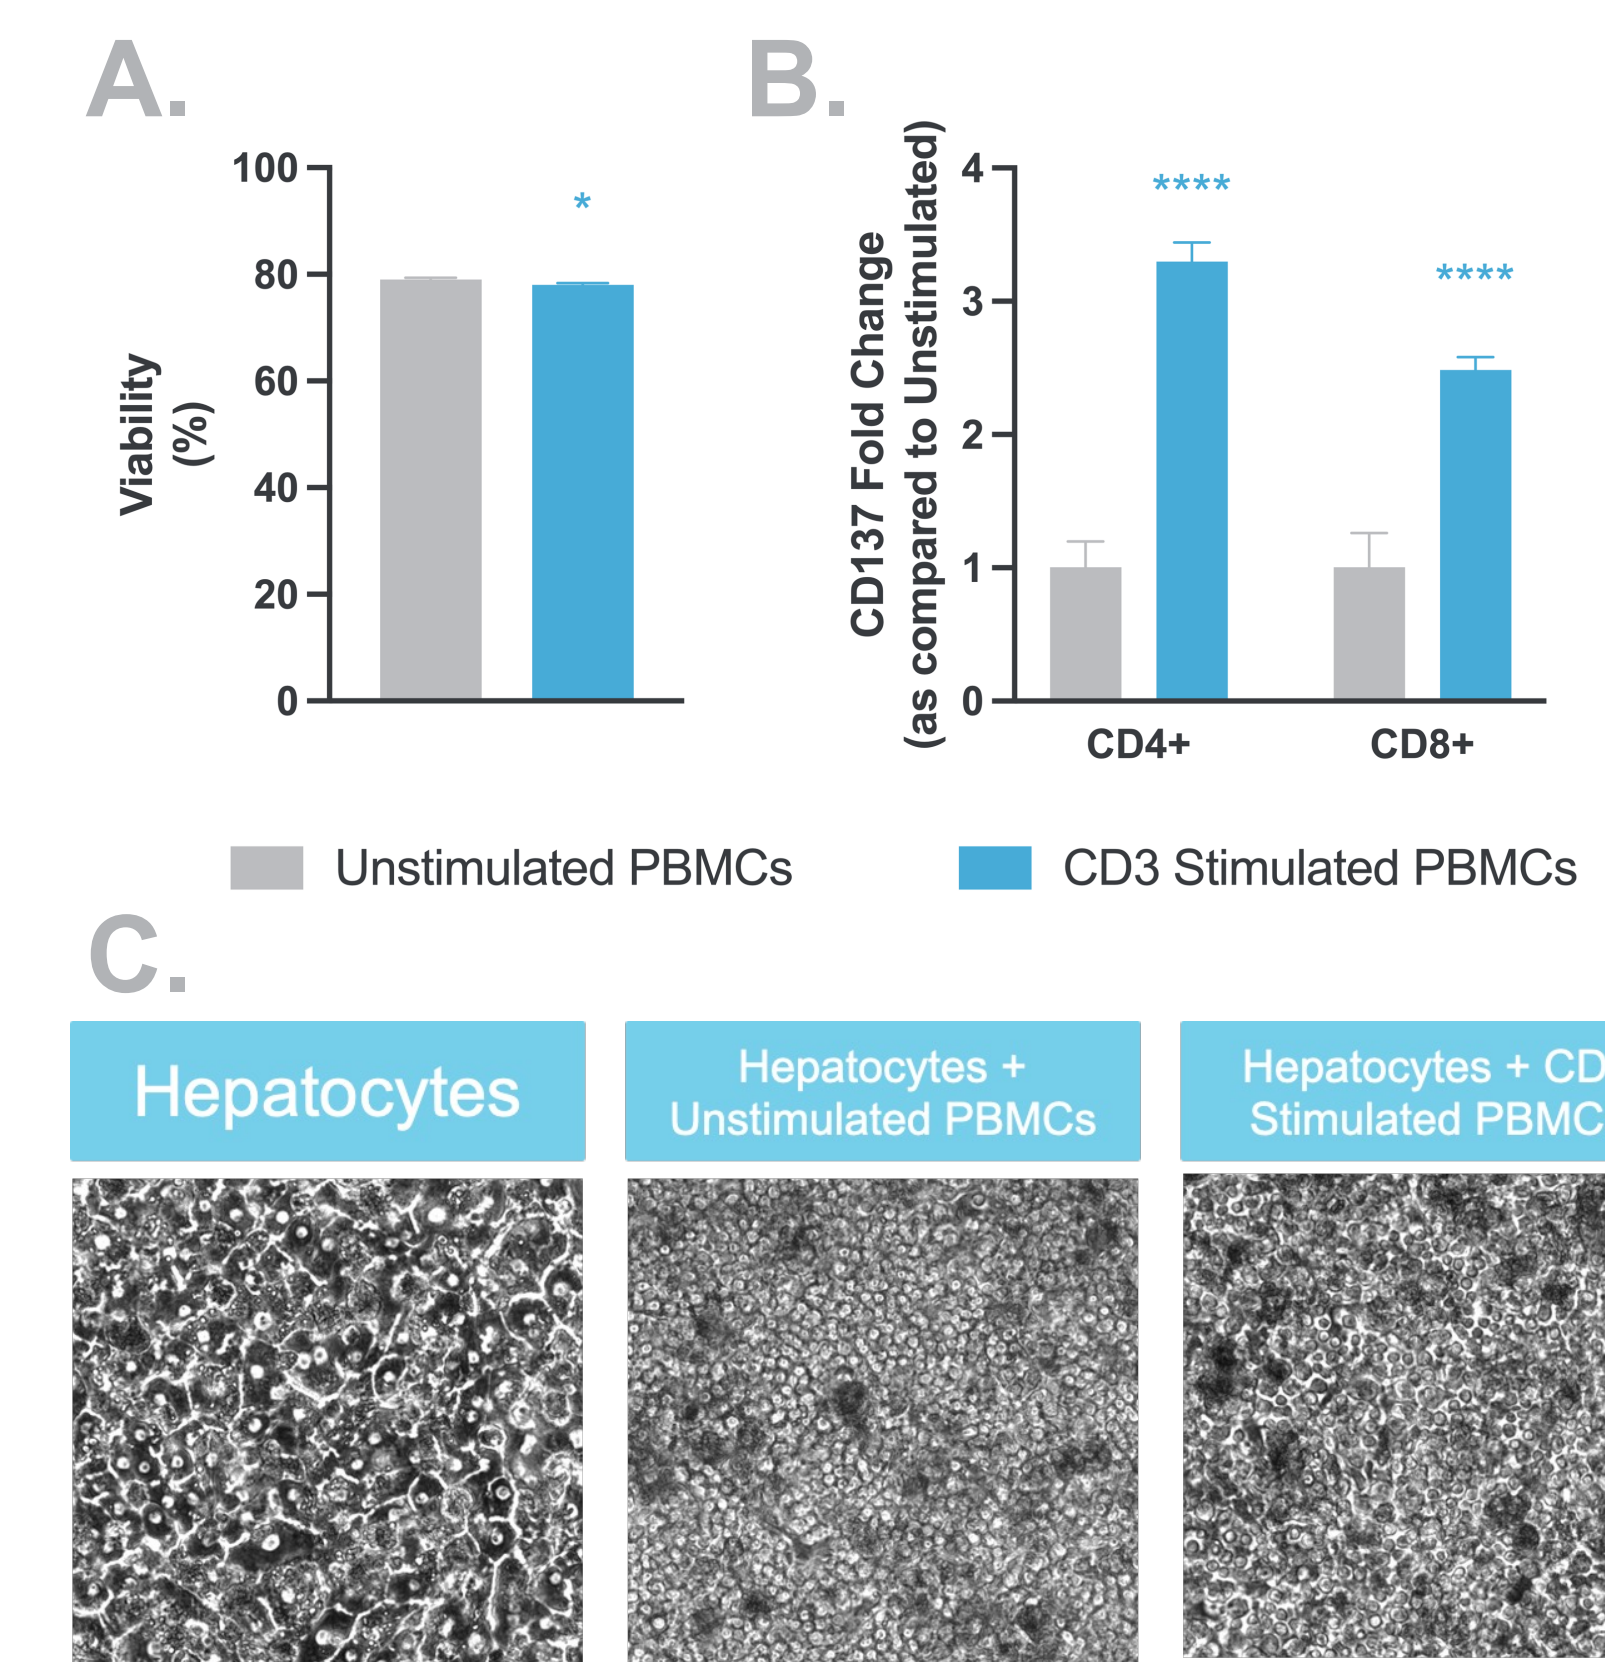 A.
B.
100
80
60
40
20
0
Viability
(%)
*
CD137 Fold Change
(as compared to Unstimulated)
4
3
2
1
0
****
****
CD4+
CD8+
Unstimulated PBMCs
CD3 Stimulated PBMCs
C.
Hepatocytes
Hepatocytes +
Unstimulated PBMCs
Hepatocytes + CD
Stimulated PBMC